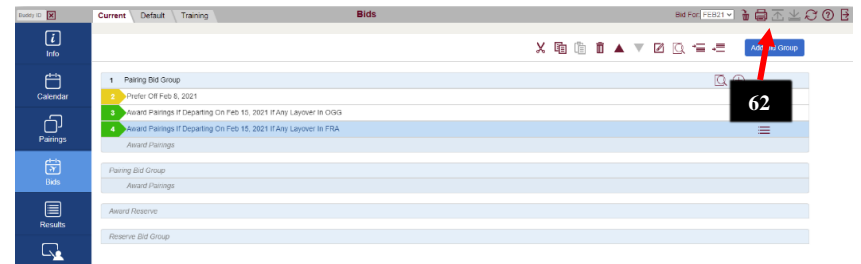 Buddy ID Current Default Training Bids Bid For: FEB21
Info
Add Bid Group
1 Pairing Bid Group
Calendar
2 Prefer Off Feb 8, 2021
3 Award Pairings If Departing On Feb 15, 2021 If Any Layover In OGG
62
4 Award Pairings If Departing On Feb 15, 2021 If Any Layover In FRA
Pairings
Award Pairings
Pairing Bid Group
Bids
Award Pairings
Award Reserve
Results
Reserve Bid Group